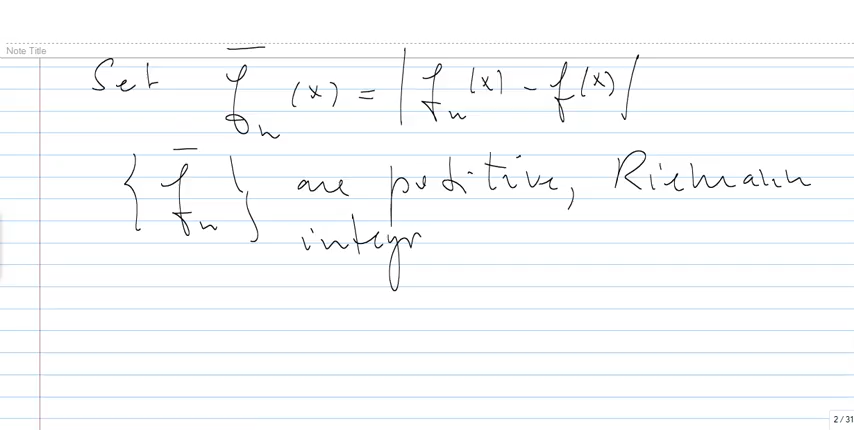 Note Title
Set f̅ₙ(x) = |fₙ(x) - f(x)|
{f̅ₙ} are positive, Riemann
integr
2 / 31